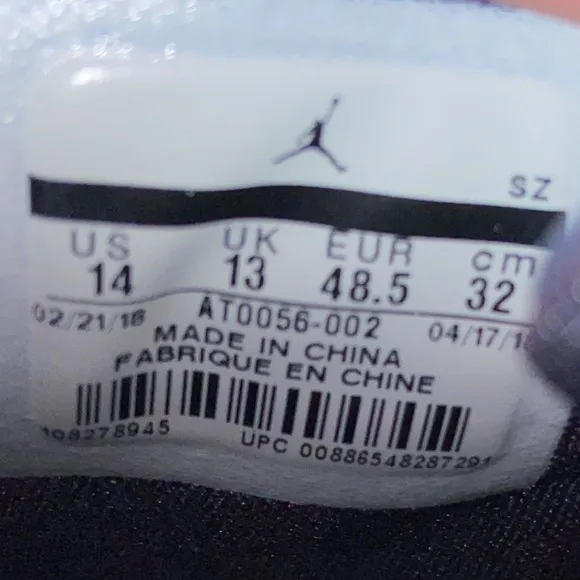 SZ
US UK EUR cm
14 13 48.5 32
02/21/18 AT0056-002 04/17/1
MADE IN CHINA
FABRIQUE EN CHINE
108278945 UPC 00886548287291